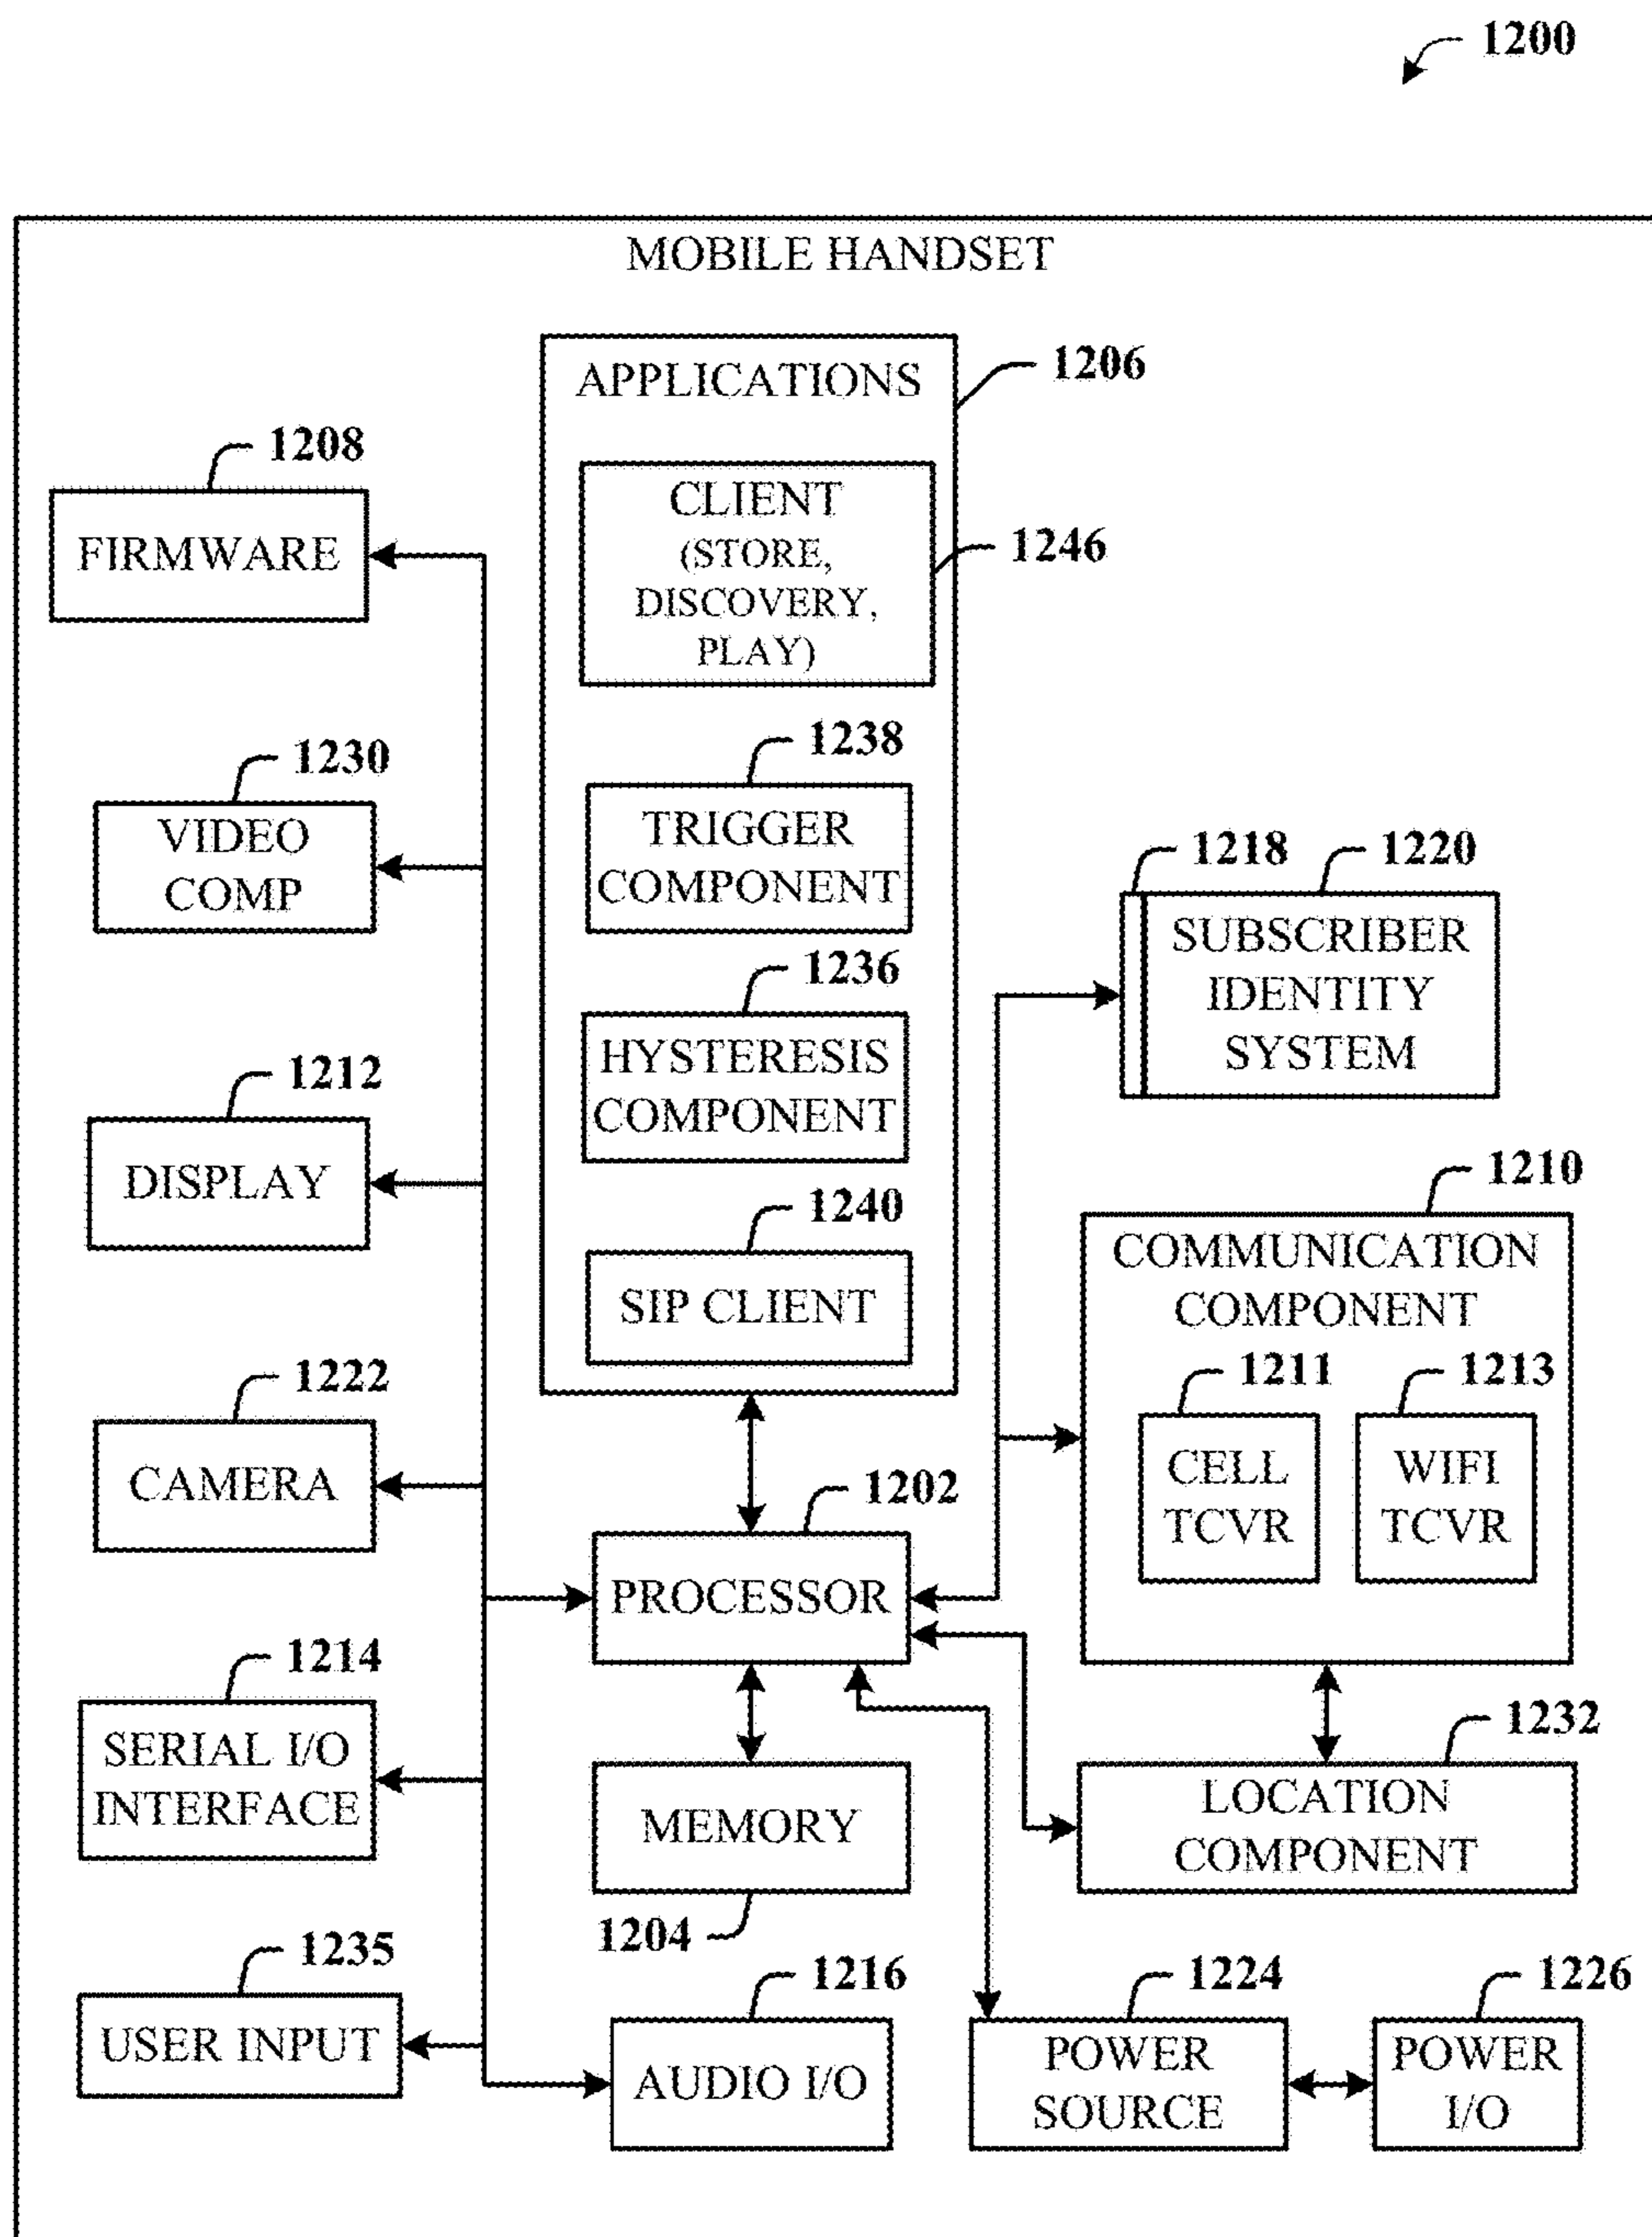 1200
MOBILE HANDSET
APPLICATIONS
1206
CLIENT
(STORE,
DISCOVERY,
PLAY)
1246
1238
TRIGGER
COMPONENT
1236
HYSTERESIS
COMPONENT
1240
SIP CLIENT
1208
FIRMWARE
1230
VIDEO
COMP
1212
DISPLAY
1222
CAMERA
1214
SERIAL I/O
INTERFACE
1235
USER INPUT
1202
PROCESSOR
MEMORY
1204
1216
AUDIO I/O
1218
1220
SUBSCRIBER
IDENTITY
SYSTEM
1210
COMMUNICATION
COMPONENT
1211
CELL
TCVR
1213
WIFI
TCVR
1232
LOCATION
COMPONENT
1224
POWER
SOURCE
1226
POWER
I/O